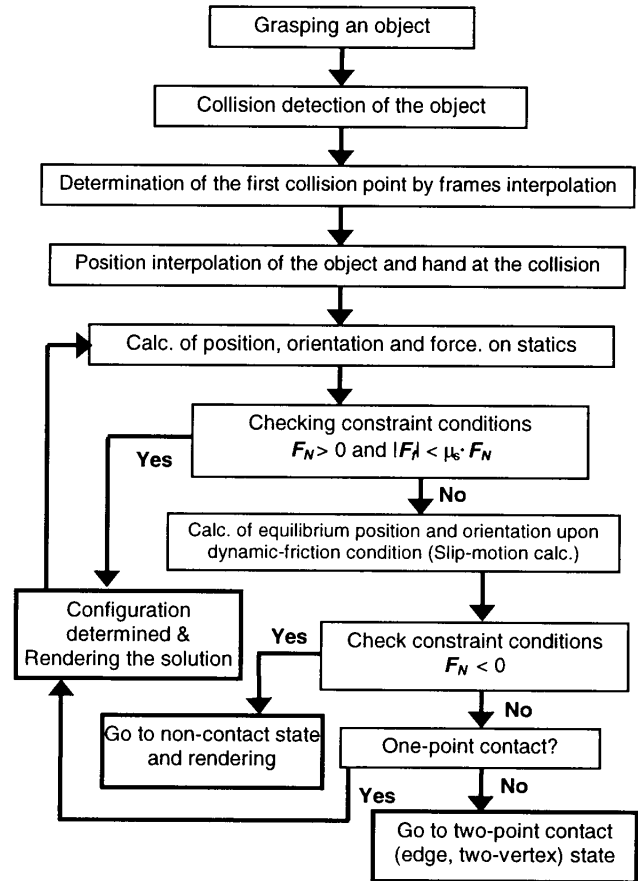 Grasping an object
Collision detection of the object
Determination of the first collision point by frames interpolation
Position interpolation of the object and hand at the collision
Calc. of position, orientation and force. on statics
Checking constraint conditions
F_N > 0 and |F_f| < μ_s· F_N
Yes
No
Calc. of equilibrium position and orientation upon
dynamic-friction condition (Slip-motion calc.)
Configuration
determined &
Rendering the solution
Yes
Check constraint conditions
F_N < 0
No
Go to non-contact state
and rendering
One-point contact?
Yes
No
Go to two-point contact
(edge, two-vertex) state